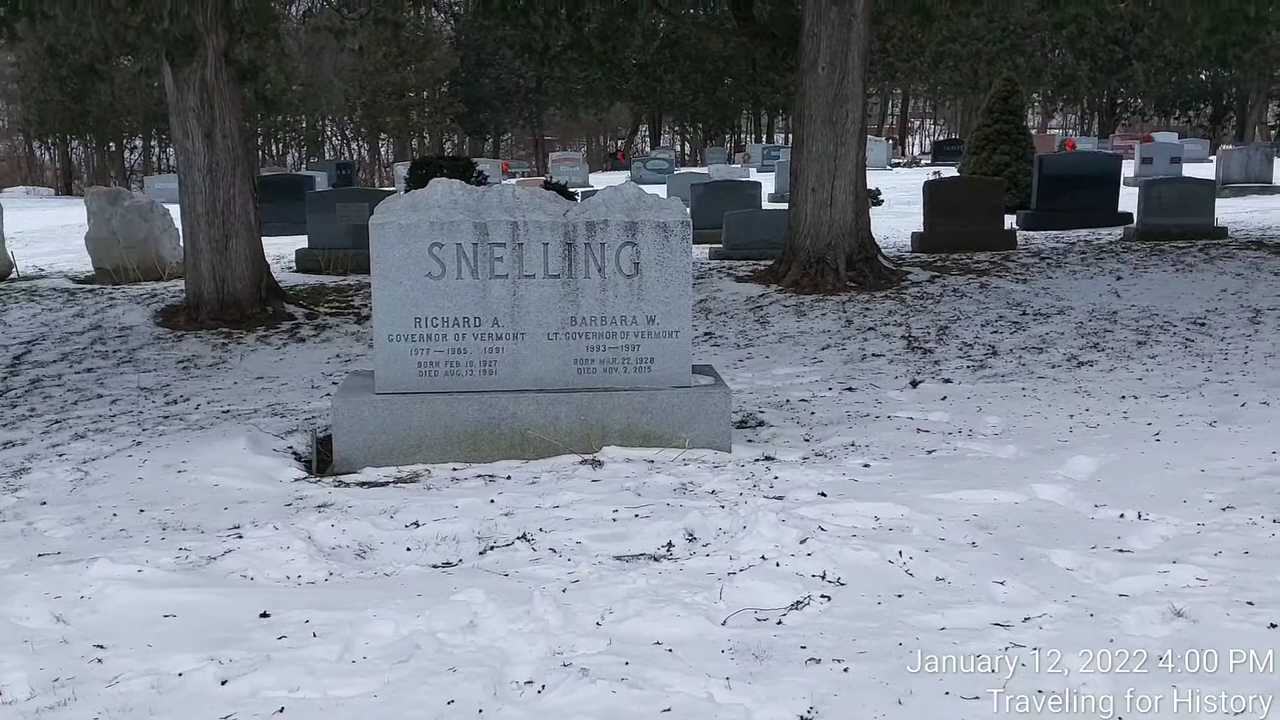 SNELLING
RICHARD A.
GOVERNOR OF VERMONT
1977—1985, 1991
BORN FEB 18, 1927
DIED AUG. 13, 1991
BARBARA W.
LT. GOVERNOR OF VERMONT
1993—1997
BORN MAR. 22, 1928
DIED NOV. 2, 2015
January 12, 2022 4:00 PM
Traveling for History